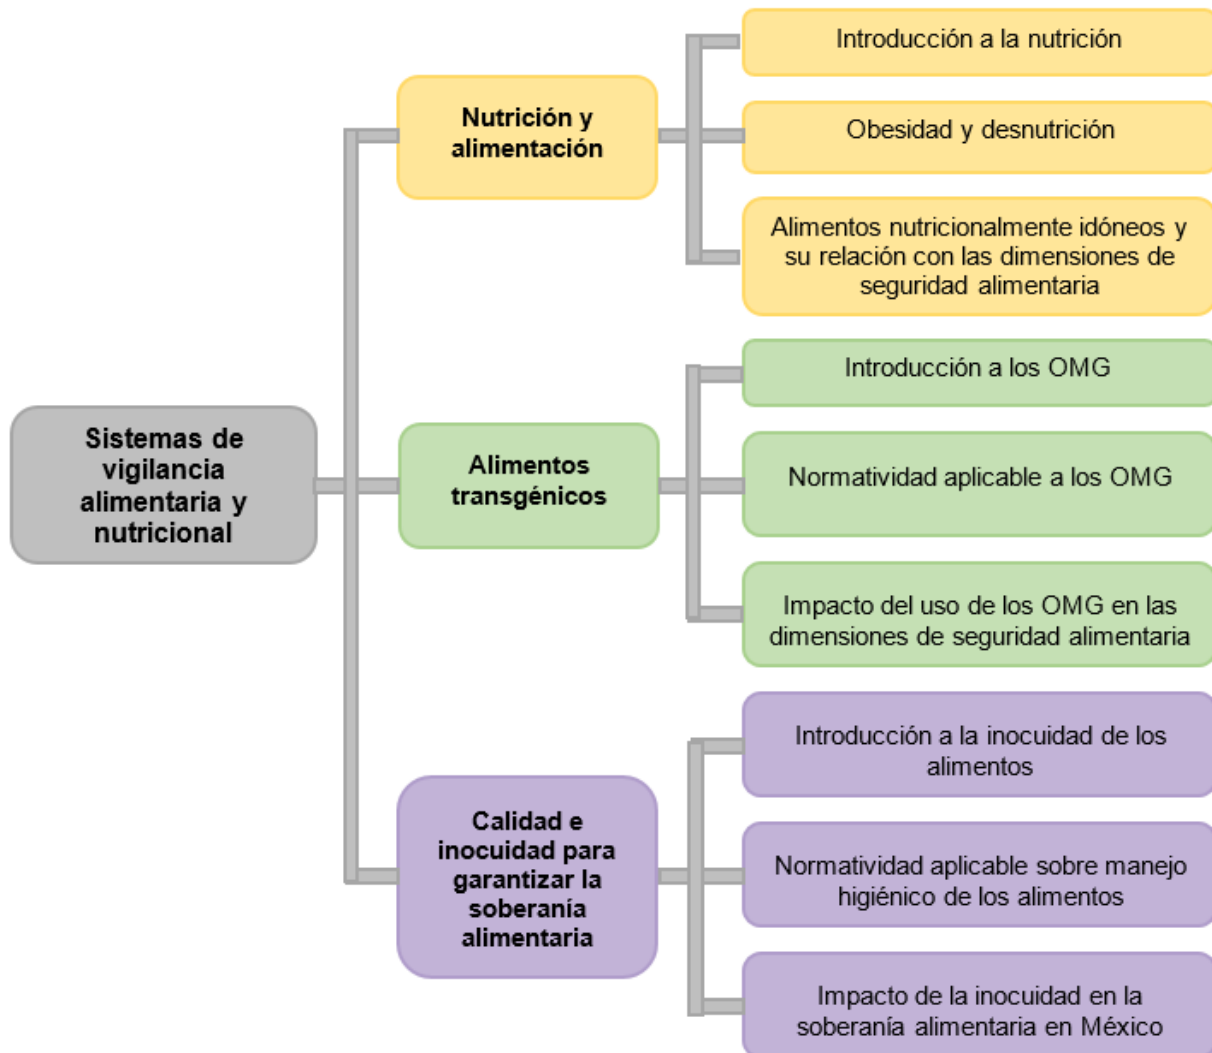 Sistemas de
vigilancia
alimentaria y
nutricional
Nutrición y
alimentación
Introducción a la nutrición
Obesidad y desnutrición
Alimentos nutricionalmente idóneos y
su relación con las dimensiones de
seguridad alimentaria
Alimentos
transgénicos
Introducción a los OMG
Normatividad aplicable a los OMG
Impacto del uso de los OMG en las
dimensiones de seguridad alimentaria
Calidad e
inocuidad para
garantizar la
soberanía
alimentaria
Introducción a la inocuidad de los
alimentos
Normatividad aplicable sobre manejo
higiénico de los alimentos
Impacto de la inocuidad en la
soberanía alimentaria en México